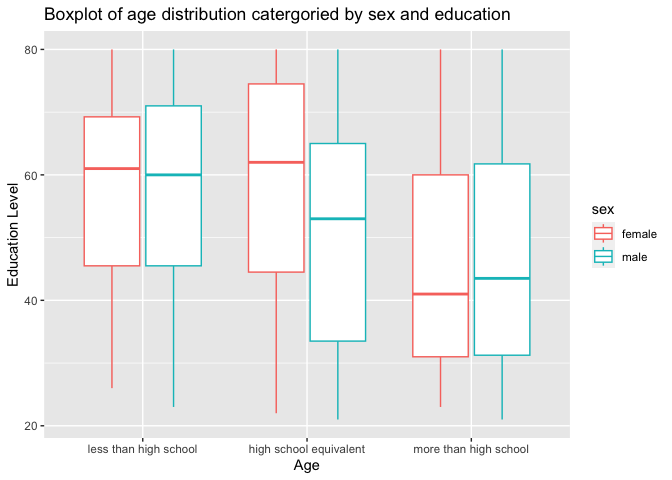 Boxplot of age distribution catergoried by sex and education
80
60
40
20
Education Level
less than high school
high school equivalent
more than high school
Age
sex
female
male